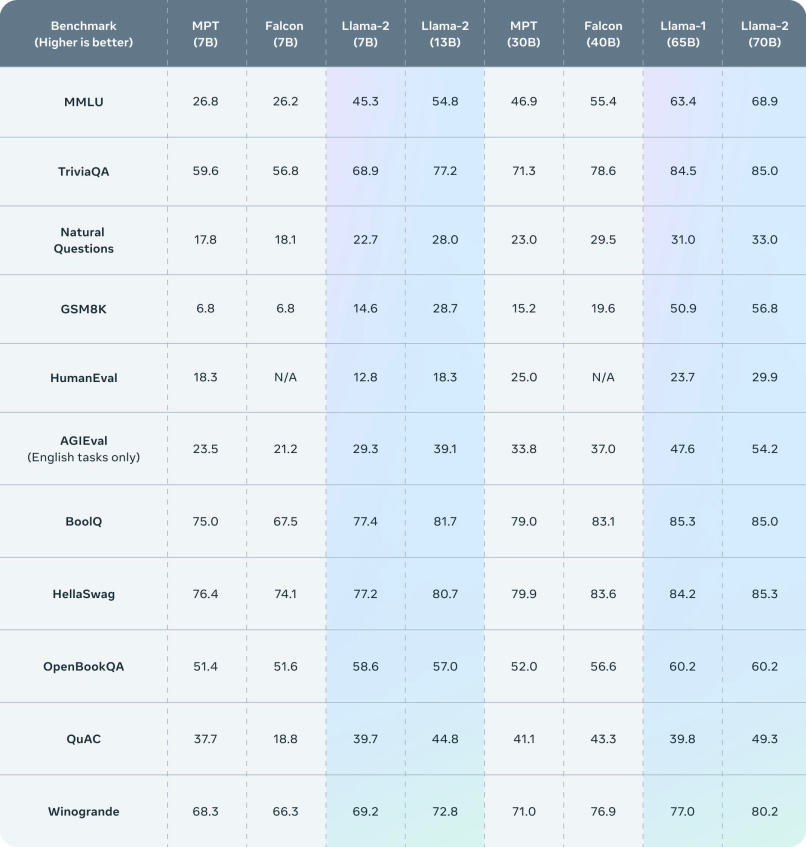 Benchmark MPT Falcon Llama-2 Llama-2 MPT Falcon Llama-1 Llama-2
(Higher is better) (7B) (7B) (7B) (13B) (30B) (40B) (65B) (70B)
MMLU 26.8 26.2 45.3 54.8 46.9 55.4 63.4 68.9
TriviaQA 59.6 56.8 68.9 77.2 71.3 78.6 84.5 85.0
Natural
Questions 17.8 18.1 22.7 28.0 23.0 29.5 31.0 33.0
GSM8K 6.8 6.8 14.6 28.7 15.2 19.6 50.9 56.8
HumanEval 18.3 N/A 12.8 18.3 25.0 N/A 23.7 29.9
AGIEval
(English tasks only) 23.5 21.2 29.3 39.1 33.8 37.0 47.6 54.2
BoolQ 75.0 67.5 77.4 81.7 79.0 83.1 85.3 85.0
HellaSwag 76.4 74.1 77.2 80.7 79.9 83.6 84.2 85.3
OpenBookQA 51.4 51.6 58.6 57.0 52.0 56.6 60.2 60.2
QuAC 37.7 18.8 39.7 44.8 41.1 43.3 39.8 49.3
Winogrande 68.3 66.3 69.2 72.8 71.0 76.9 77.0 80.2